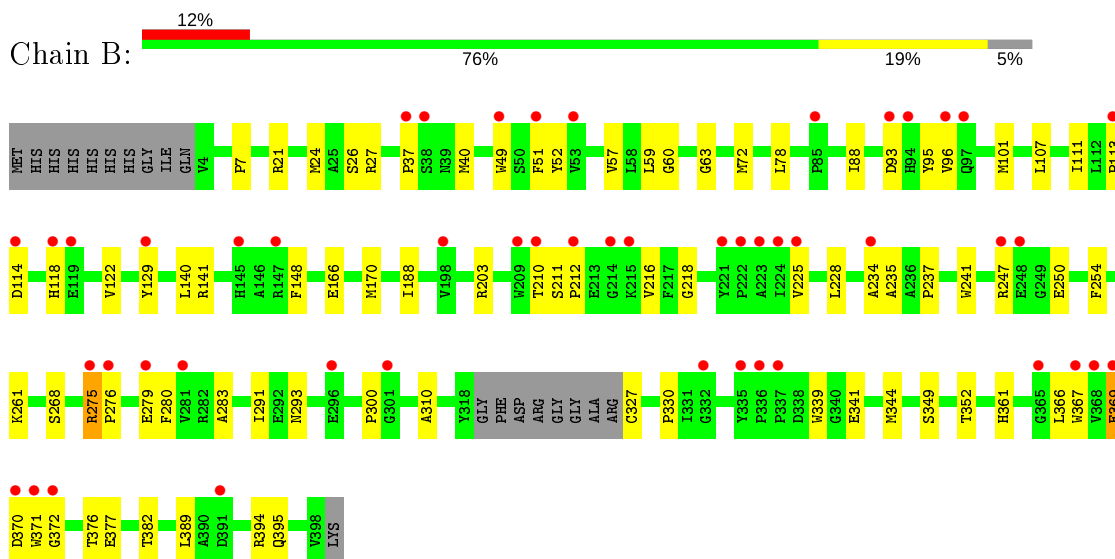 12%
Chain B:
76% 19% 5%
MET HIS HIS HIS HIS HIS HIS GLY ILE GLN V4 P7 R21 M24 A25 S26 R27 P37 S38 N39 M40 W49 S50 F51 Y52 V53 V57 L58 L59 G60 G63 M72 L78 P85 I88 D93 H94 Y95 V96 Q97 M101 L107 I111 L112
D114 H118 E119 V122 Y129 L140 R141 H145 A146 R147 F148 E166 M170 I188 V198 R203 W209 T210 S211 P212 E213 G214 K215 V216 F217 G218 Y221 P222 A223 I224 V225 L228 A234 A235 A236 P237 W241 R247 E248 G249 E250 F254
K261 S268 R275 P276 E279 F280 V281 R282 A283 I291 E292 N293 E296 P300 G301 A310 Y318 GLY PHE ASP ARG GLY GLY ALA ARG C327 P330 I331 G332 Y335 P336 P337 D338 W339 G340 E341 M344 S349 T352 H361 G365 L366 W367 V368
D370 W371 G372 T376 E377 T382 L389 A390 D391 R394 Q395 V398 LYS